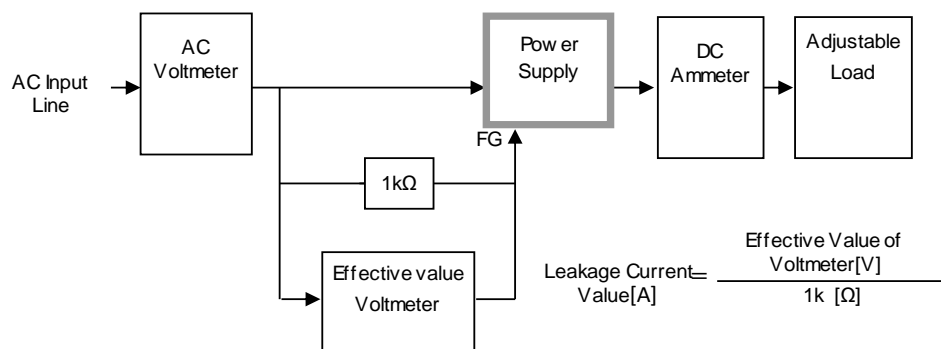 AC
Voltmeter
Power
Supply
DC
Ammeter
Adjustable
Load
AC Input
Line
FG
1kΩ
Effective value
Voltmeter
Leakage Current
Value[A]
=
Effective Value of
Voltmeter[V]
1k [Ω]